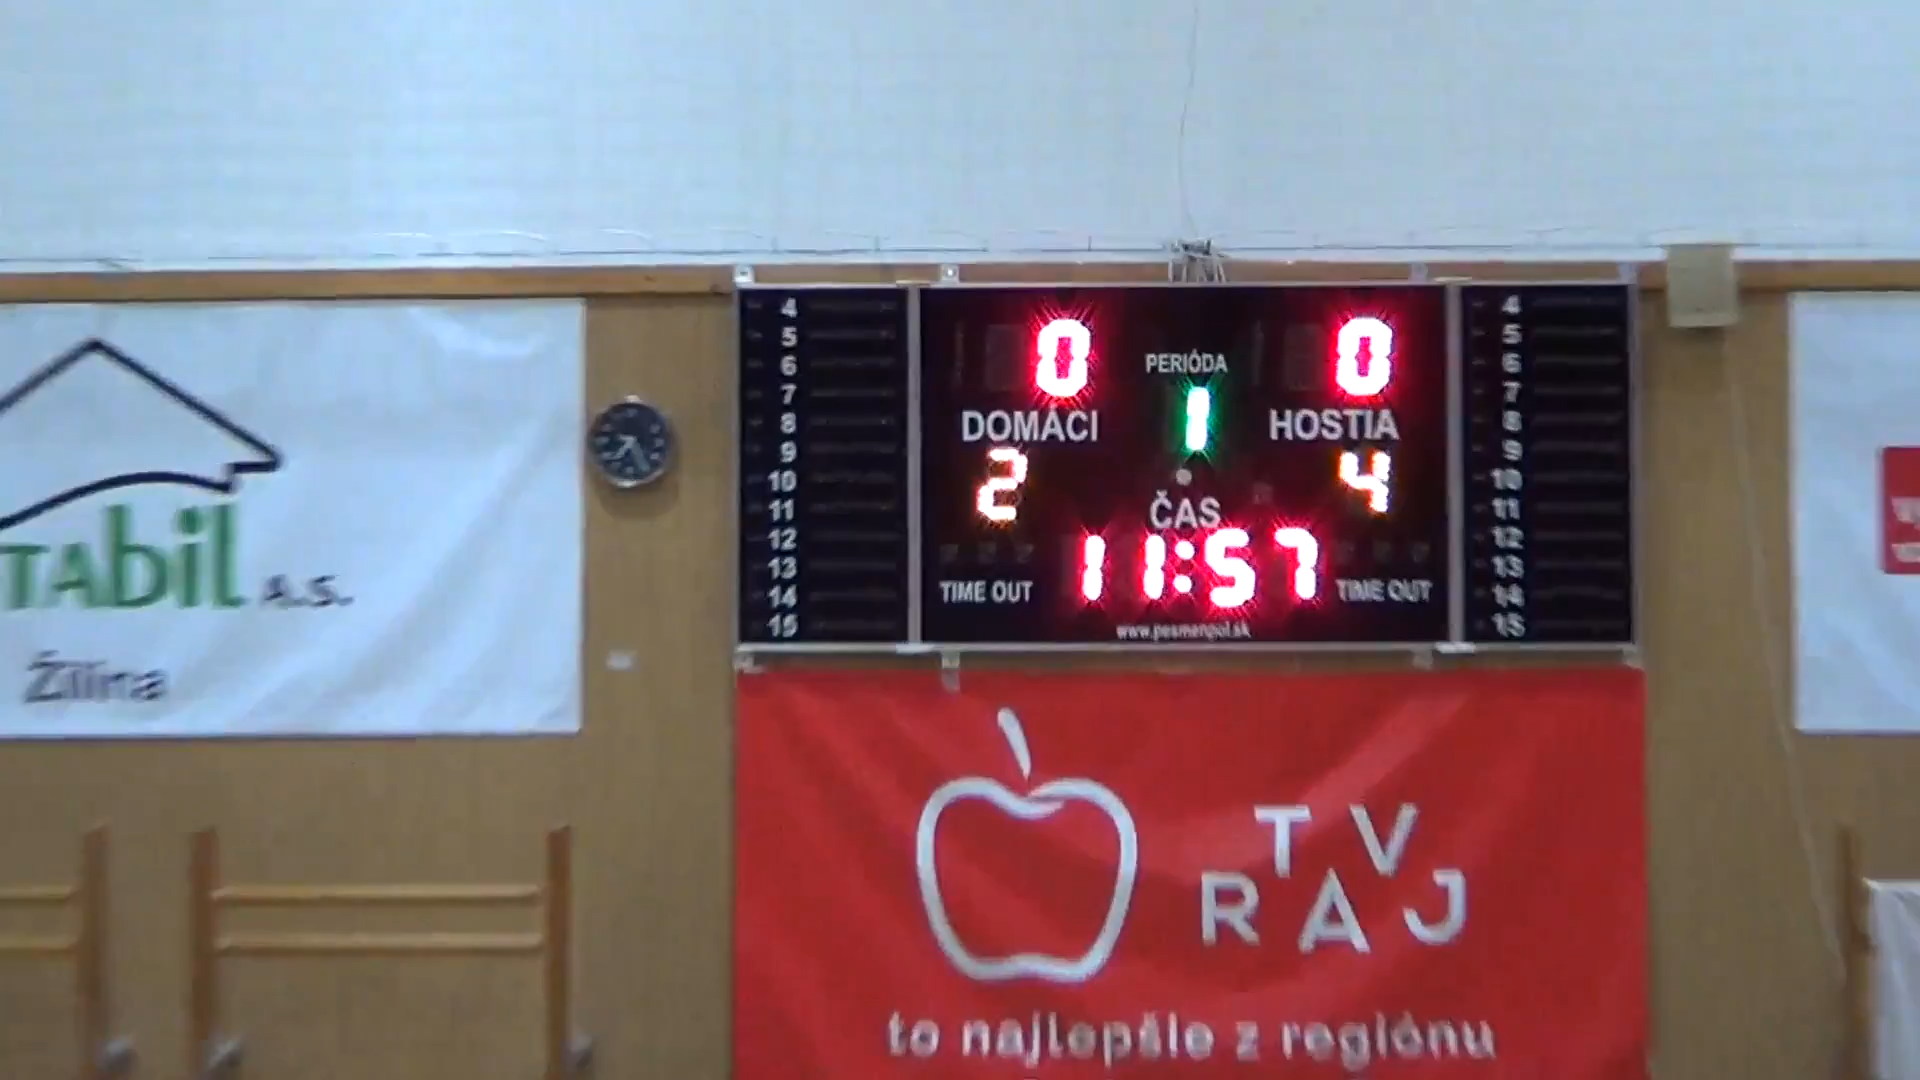 TAbil A.S.
Žilina
4
5
6
7
8
9
10
11
12
13
14
15
0
PERIÓDA
0
DOMÁCI
1
HOSTIA
2
4
ČAS
11:57
TIME OUT
TIME OUT
www.pesmenpol.sk
4
5
6
7
8
9
10
11
12
13
14
15
TV
RAJ
to najlepšie z regiónu